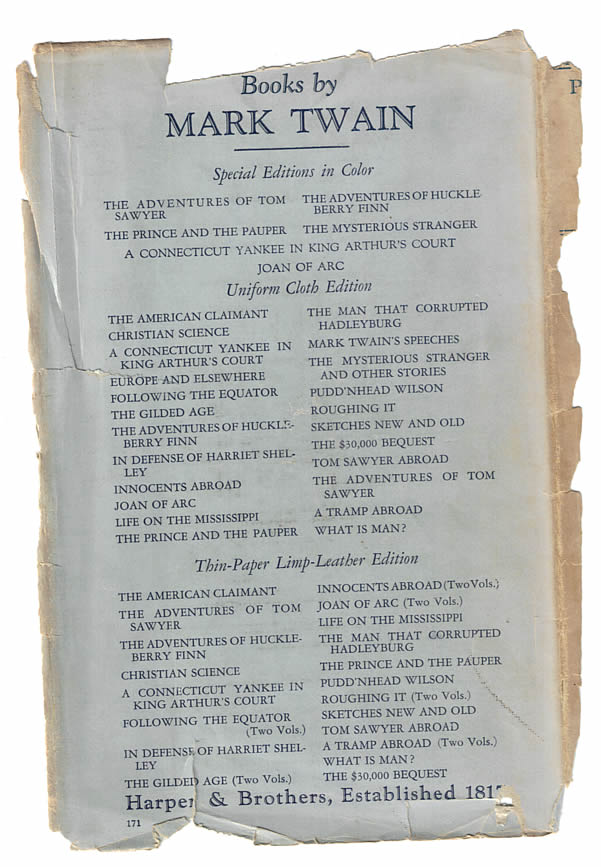 Books by
MARK TWAIN
Special Editions in Color
THE ADVENTURES OF TOM
SAWYER
THE PRINCE AND THE PAUPER
THE ADVENTURES OF HUCKLE
BERRY FINN
THE MYSTERIOUS STRANGER
A CONNECTICUT YANKEE IN KING ARTHUR'S COURT
JOAN OF ARC
Uniform Cloth Edition
THE AMERICAN CLAIMANT
CHRISTIAN SCIENCE
A CONNECTICUT YANKEE IN
KING ARTHUR'S COURT
EUROPE AND ELSEWHERE
FOLLOWING THE EQUATOR
THE GILDED AGE
THE ADVENTURES OF HUCKLE-
BERRY FINN
IN DEFENSE OF HARRIET SHEL-
LEY
INNOCENTS ABROAD
JOAN OF ARC
LIFE ON THE MISSISSIPPI
THE PRINCE AND THE PAUPER
THE MAN THAT CORRUPTED
HADLEYBURG
MARK TWAIN'S SPEECHES
THE MYSTERIOUS STRANGER
AND OTHER STORIES
PUDD'NHEAD WILSON
ROUGHING IT
SKETCHES NEW AND OLD
THE $30,000 BEQUEST
TOM SAWYER ABROAD
THE ADVENTURES OF TOM
SAWYER
A TRAMP ABROAD
WHAT IS MAN?
Thin-Paper Limp-Leather Edition
THE AMERICAN CLAIMANT
THE ADVENTURES OF TOM
SAWYER
THE ADVENTURES OF HUCKLE-
BERRY FINN
CHRISTIAN SCIENCE
A CONNECTICUT YANKEE IN
KING ARTHUR'S COURT
FOLLOWING THE EQUATOR
(Two Vols.)
IN DEFENSE OF HARRIET SHEL-
LEY
THE GILDED AGE (Two Vols.)
INNOCENTS ABROAD (Two Vols.)
JOAN OF ARC (Two Vols.)
LIFE ON THE MISSISSIPPI
THE MAN THAT CORRUPTED
HADLEYBURG
THE PRINCE AND THE PAUPER
PUDD'NHEAD WILSON
ROUGHING IT (Two Vols.)
SKETCHES NEW AND OLD
TOM SAWYER ABROAD
A TRAMP ABROAD (Two Vols.)
WHAT IS MAN?
THE $30,000 BEQUEST
Harper & Brothers, Established 1817
171
P